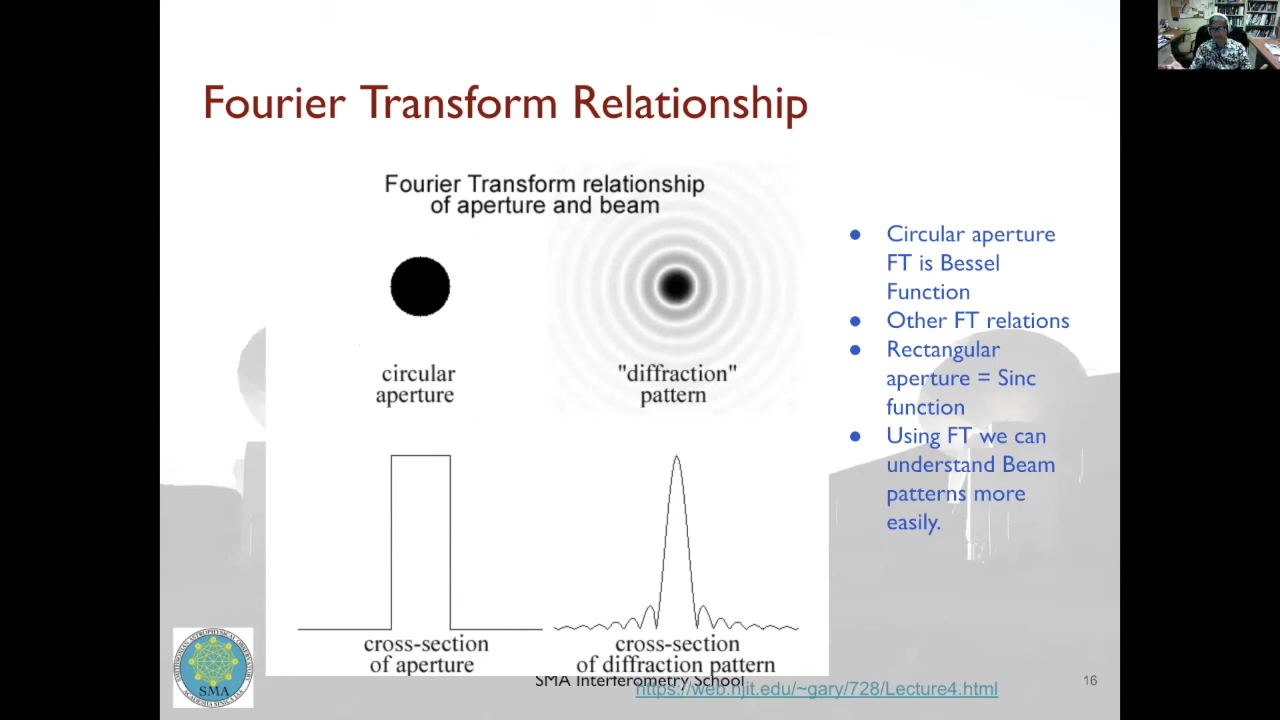 Fourier Transform Relationship
Fourier Transform relationship
of aperture and beam
circular
aperture
"diffraction"
pattern
cross-section
of aperture
cross-section
of diffraction pattern
● Circular aperture
FT is Bessel
Function
● Other FT relations
● Rectangular
aperture = Sinc
function
● Using FT we can
understand Beam
patterns more
easily.
SMA
SMA Interferometry School
https://web.njit.edu/~gary/728/Lecture4.html
16